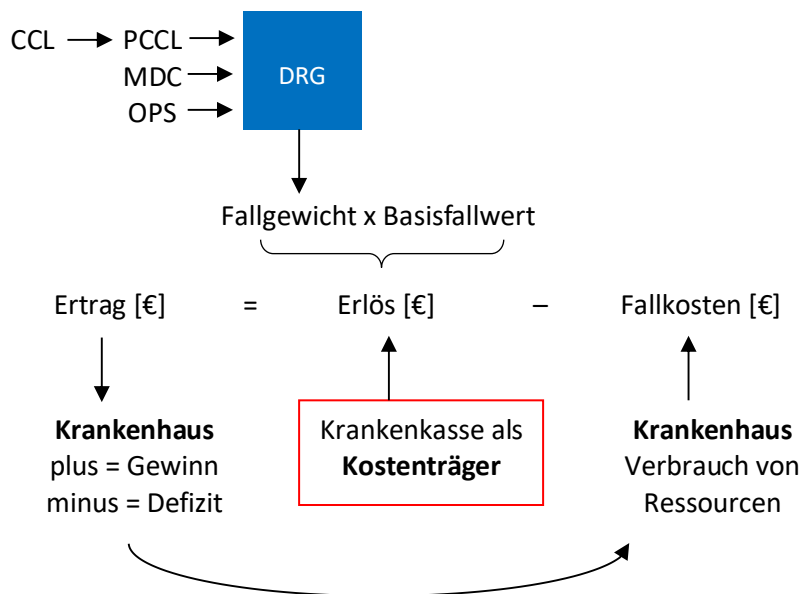 CCL PCCL
MDC
OPS
DRG
Fallgewicht x Basisfallwert
Ertrag [€] = Erlös [€] – Fallkosten [€]
Krankenhaus
plus = Gewinn
minus = Defizit
Krankenkasse als
Kostenträger
Krankenhaus
Verbrauch von
Ressourcen